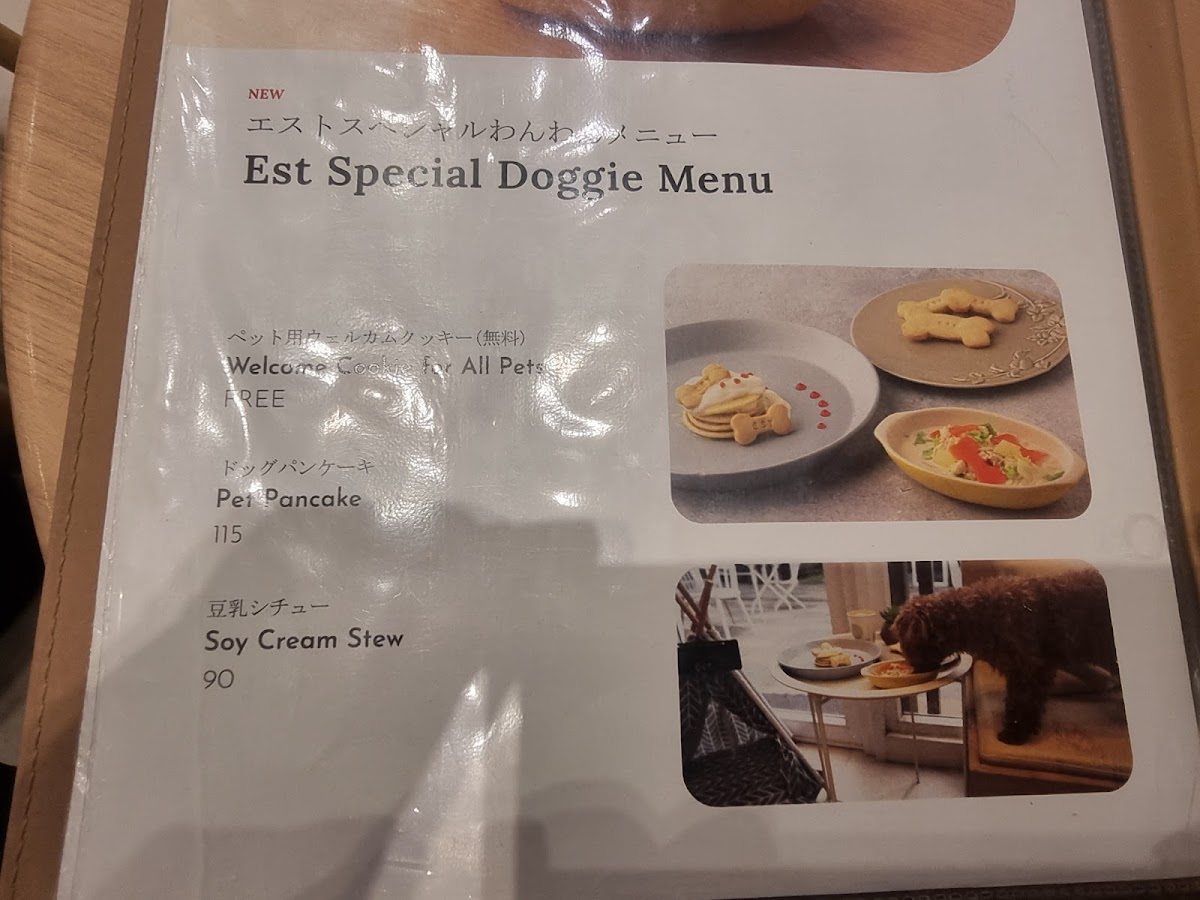 NEW
エストスペシャルわんわんメニュー
Est Special Doggie Menu
ペット用ウェルカムクッキー(無料)
Welcome Cookie for All Pets
FREE
ドッグパンケーキ
Pet Pancake
115
豆乳シチュー
Soy Cream Stew
90
EST